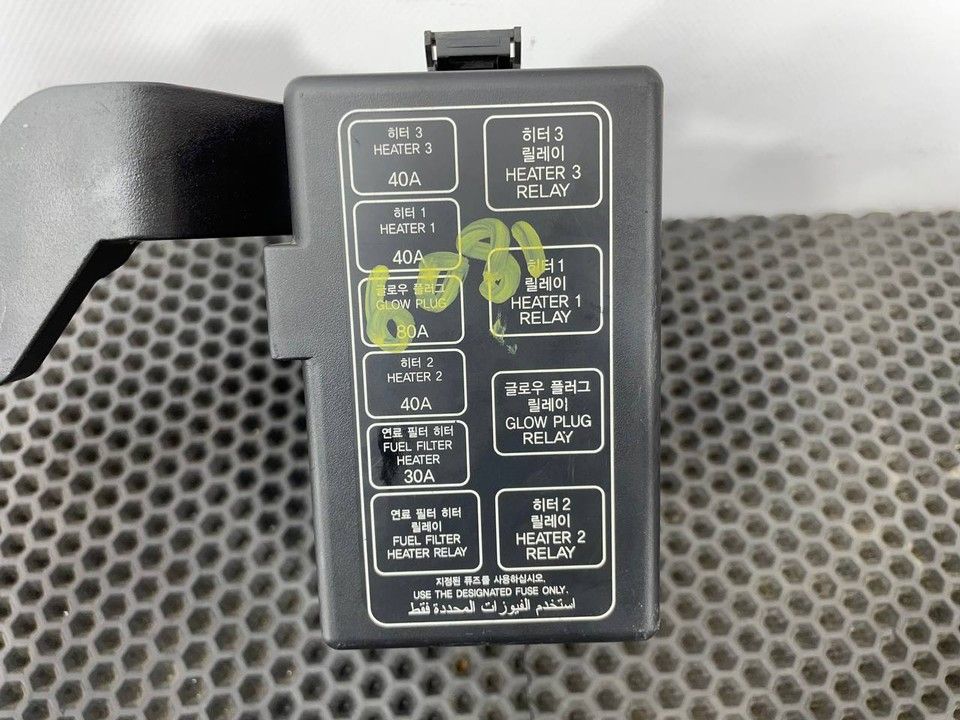 히터 3
HEATER 3
40A
히터 3
릴레이
HEATER 3
RELAY
히터 1
HEATER 1
40A
히터 1
릴레이
HEATER 1
RELAY
글로우 플러그
GLOW PLUG
80A
히터 2
HEATER 2
40A
글로우 플러그
릴레이
GLOW PLUG
RELAY
연료 필터 히터
FUEL FILTER
HEATER
30A
연료 필터 히터
릴레이
FUEL FILTER
HEATER RELAY
히터 2
릴레이
HEATER 2
RELAY
지정된 퓨즈를 사용하십시오.
USE THE DESIGNATED FUSE ONLY.
استخدم الفيوزات المحددة فقط